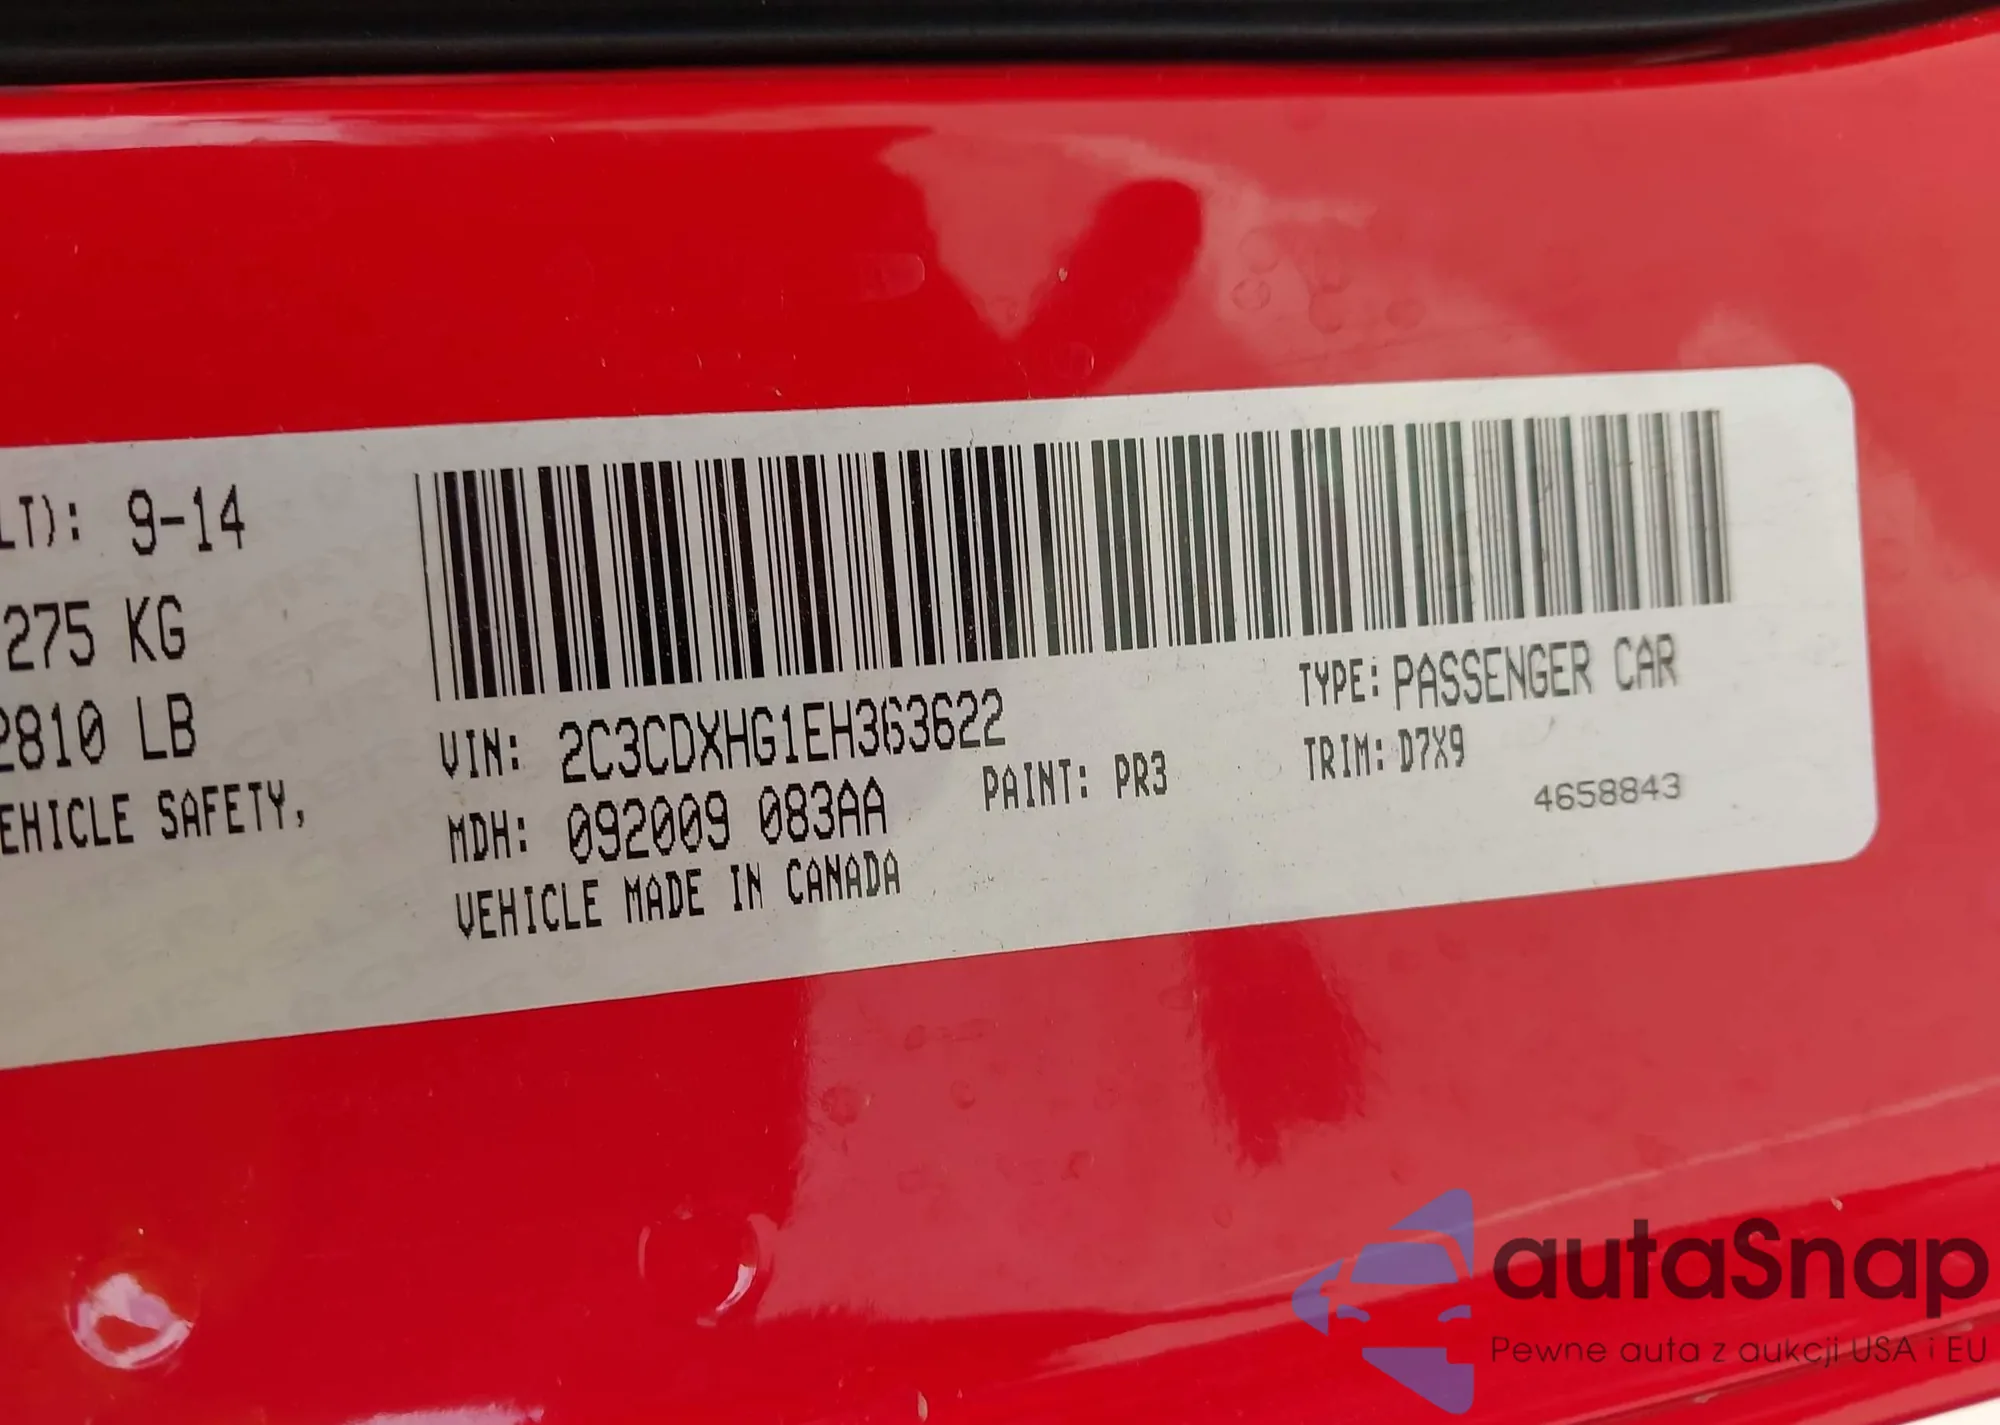 LT): 9-14
275 KG
2810 LB
EHICLE SAFETY,
VIN: 2C3CDXHG1EH363622
MDH: 092009 083AA
PAINT: PR3
VEHICLE MADE IN CANADA
TYPE: PASSENGER CAR
TRIM: D7X9
4658843
autaSnap
Pewne auta z aukcji USA i EU